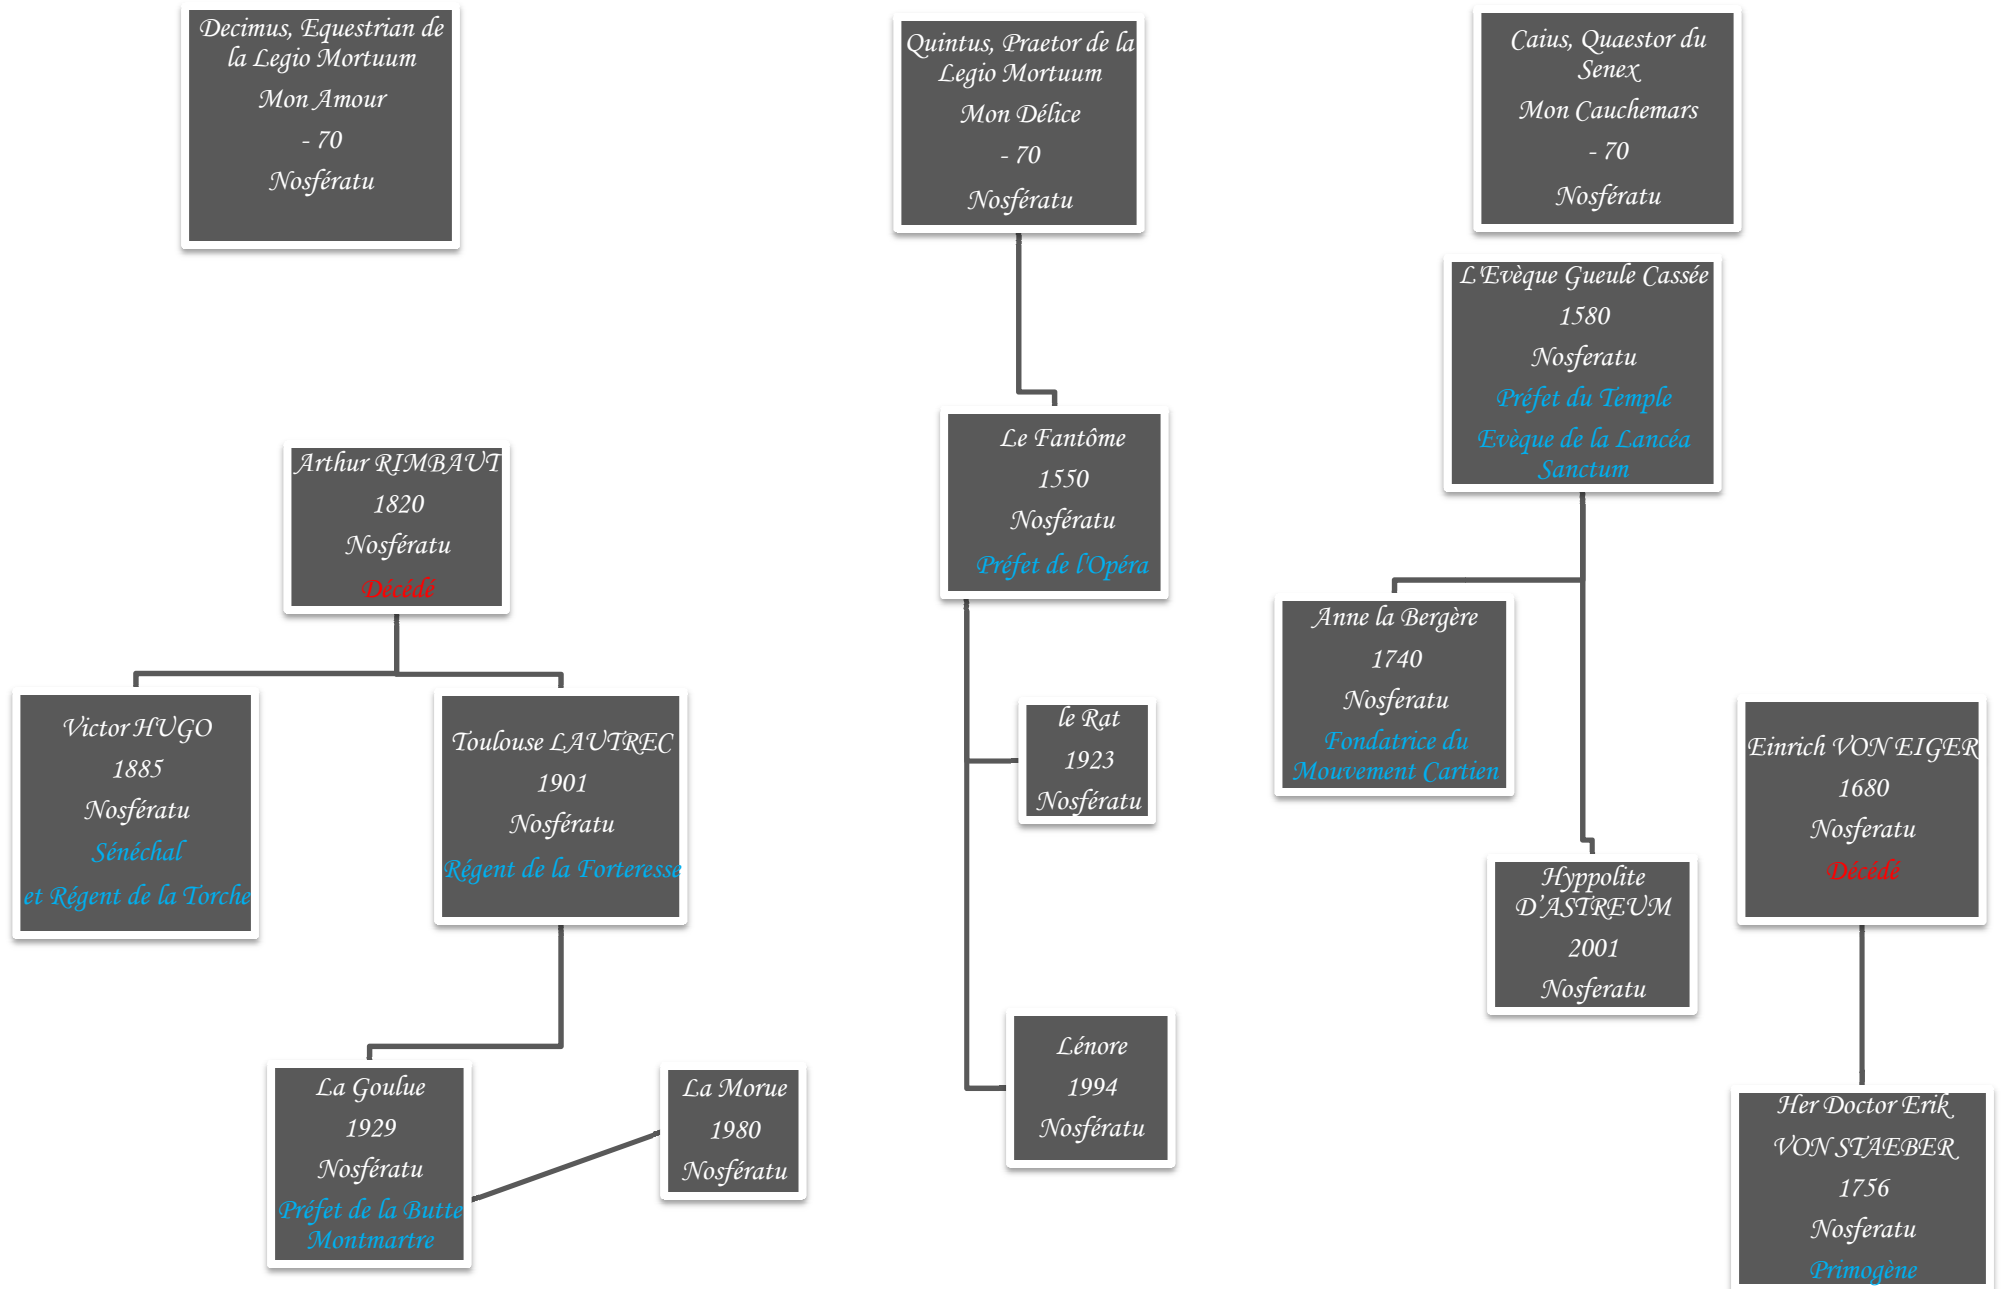 Decimus, Equestrian de
la Legio Mortuum
Mon Amour
- 70
Nosfératu
Quintus, Praetor de la
Legio Mortuum
Mon Délice
- 70
Nosfératu
Caius, Quaestor du
Senex
Mon Cauchemars
- 70
Nosfératu
L'Evèque Gueule Cassée
1580
Nosferatu
Préfet du Temple
Evèque de la Lancéa
Sanctum
Arthur RIMBAUT
1820
Nosfératu
Décédé
Le Fantôme
1550
Nosfératu
Préfet de l'Opéra
Anne la Bergère
1740
Nosferatu
Fondatrice du
Mouvement Cartien
Victor HUGO
1885
Nosfératu
Sénéchal
et Régent de la Torche
Toulouse LAUTREC
1901
Nosfératu
Régent de la Forteresse
le Rat
1923
Nosfératu
Einrich VON EIGER
1680
Nosferatu
Décédé
Hyppolite
D’ASTREUM
2001
Nosferatu
La Goulue
1929
Nosfératu
Préfet de la Butte
Montmartre
La Morue
1980
Nosfératu
Lénore
1994
Nosfératu
Her Doctor Erik
VON STAEBER
1756
Nosferatu
Primogène